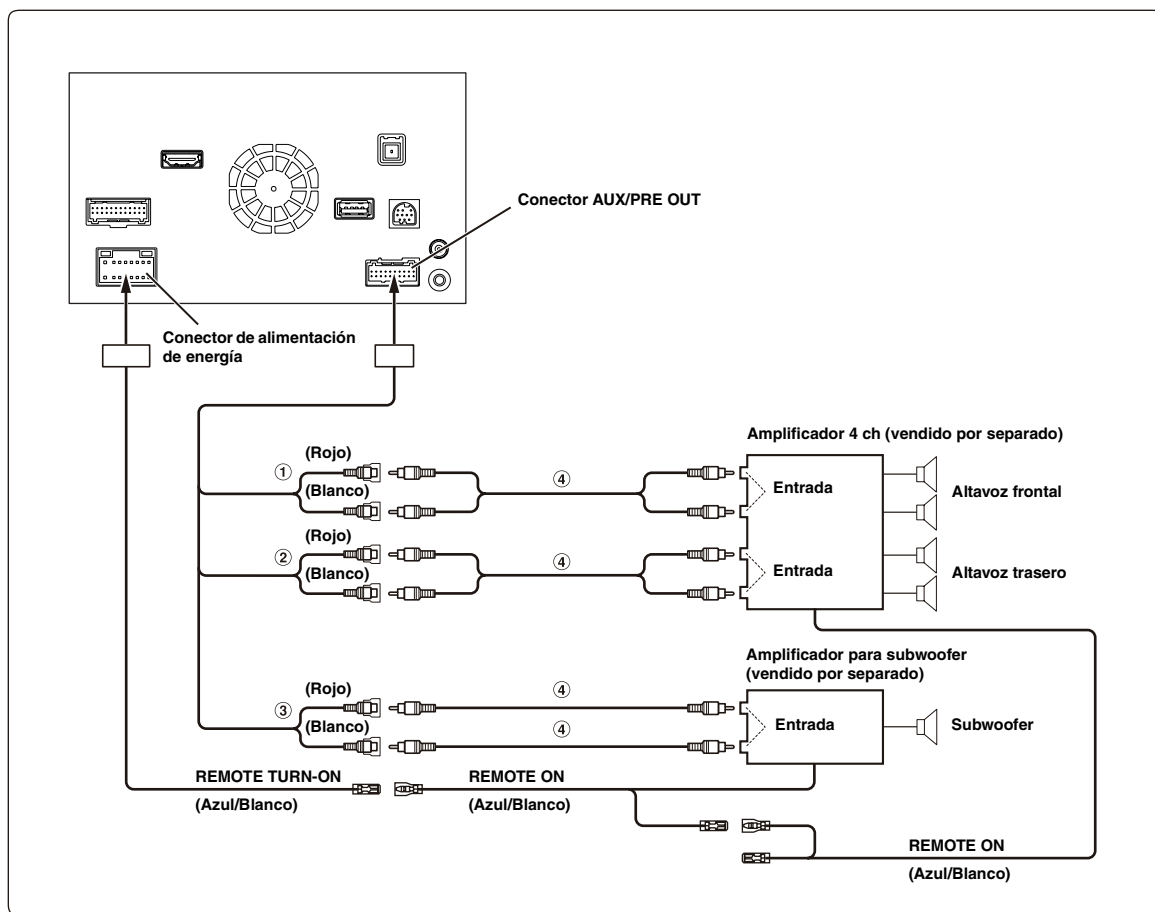 Conector AUX/PRE OUT
Conector de alimentación
de energía
Amplificador 4 ch (vendido por separado)
①
(Rojo)
(Blanco)
④
Entrada
Altavoz frontal
②
(Rojo)
(Blanco)
④
Entrada
Altavoz trasero
Amplificador para subwoofer
(vendido por separado)
③
(Rojo)
(Blanco)
④
④
Entrada
Subwoofer
REMOTE TURN-ON
(Azul/Blanco)
REMOTE ON
(Azul/Blanco)
REMOTE ON
(Azul/Blanco)